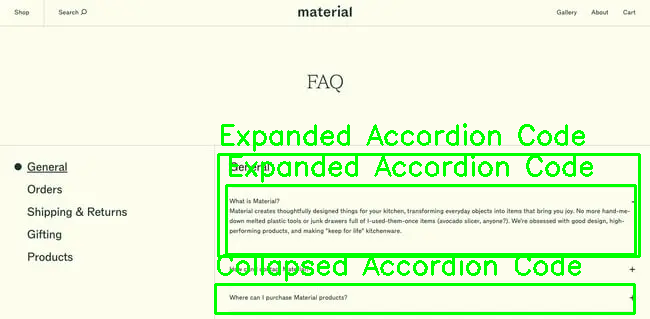 Shop
Search
material
Gallery
About
Cart
FAQ
Expanded Accordion Code
General
Expanded Accordion Code
General
Orders
Shipping & Returns
Gifting
Products
What is Material?
Material creates thoughtfully designed things for your kitchen, transforming everyday objects into items that bring you joy. No more hand-me-
down melted plastic tools or junk drawers full of I-used-them-once items (avocado slicer, anyone?). We're obsessed with good design, high-
performing products, and making "keep for life" kitchenware.
Collapsed Accordion Code
Where can I purchase Material products?